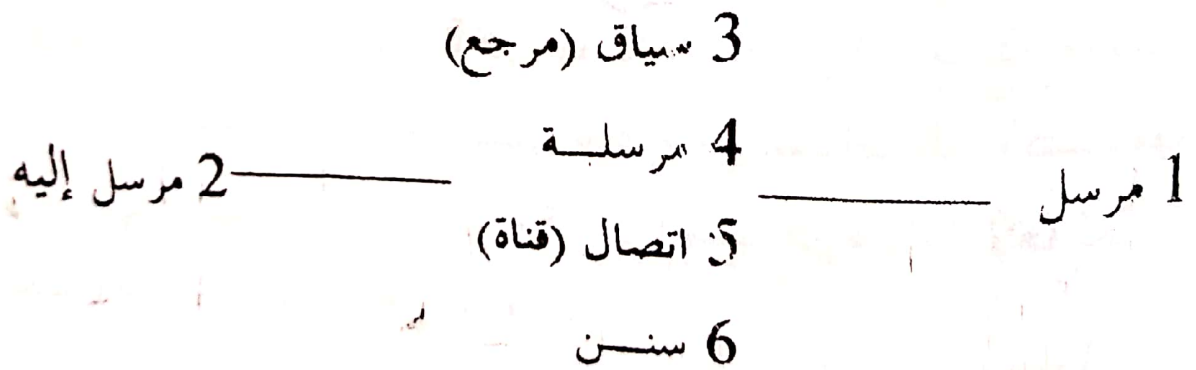 3 سياق (مرجع)
4 مرسلة
1 مرسل
2 مرسل إليه
5 اتصال (قناة)
6 سنن